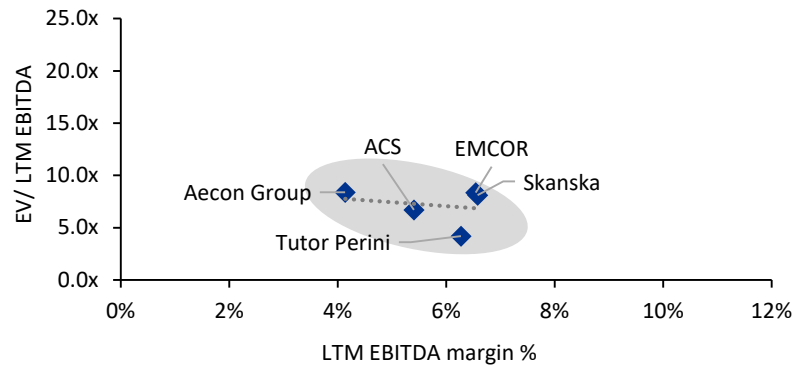 25.0x
20.0x
15.0x
10.0x
5.0x
0.0x
EV/ LTM EBITDA
ACS
EMCOR
Aecon Group
Skanska
Tutor Perini
0%
2%
4%
6%
8%
10%
12%
LTM EBITDA margin %